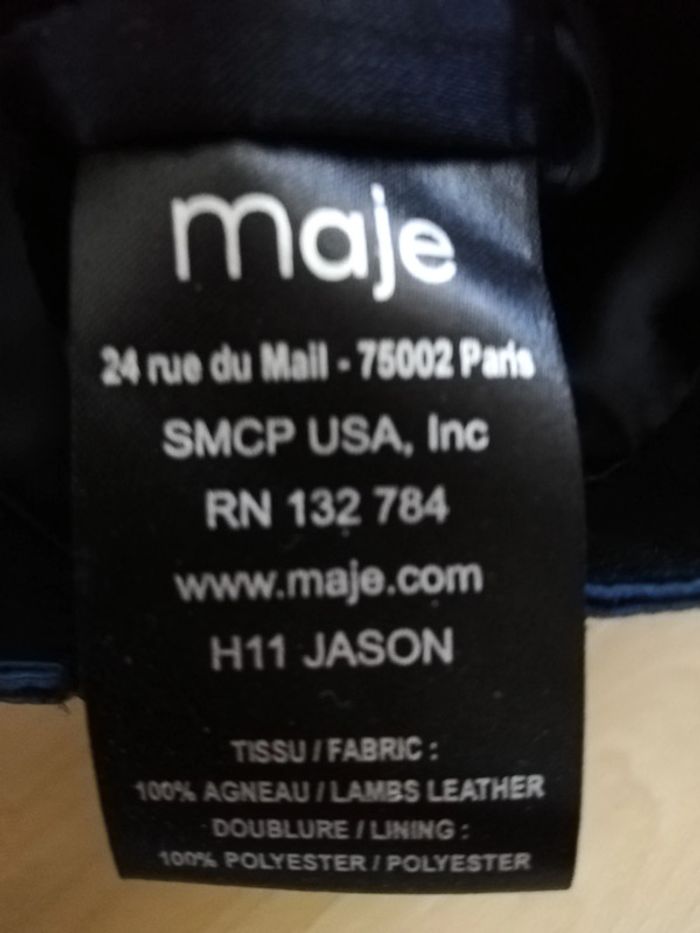 maje
24 rue du Mail - 75002 Paris
SMCP USA, Inc
RN 132 784
www.maje.com
H11 JASON
TISSU / FABRIC :
100% AGNEAU / LAMBS LEATHER
DOUBLURE / LINING :
100% POLYESTER / POLYESTER